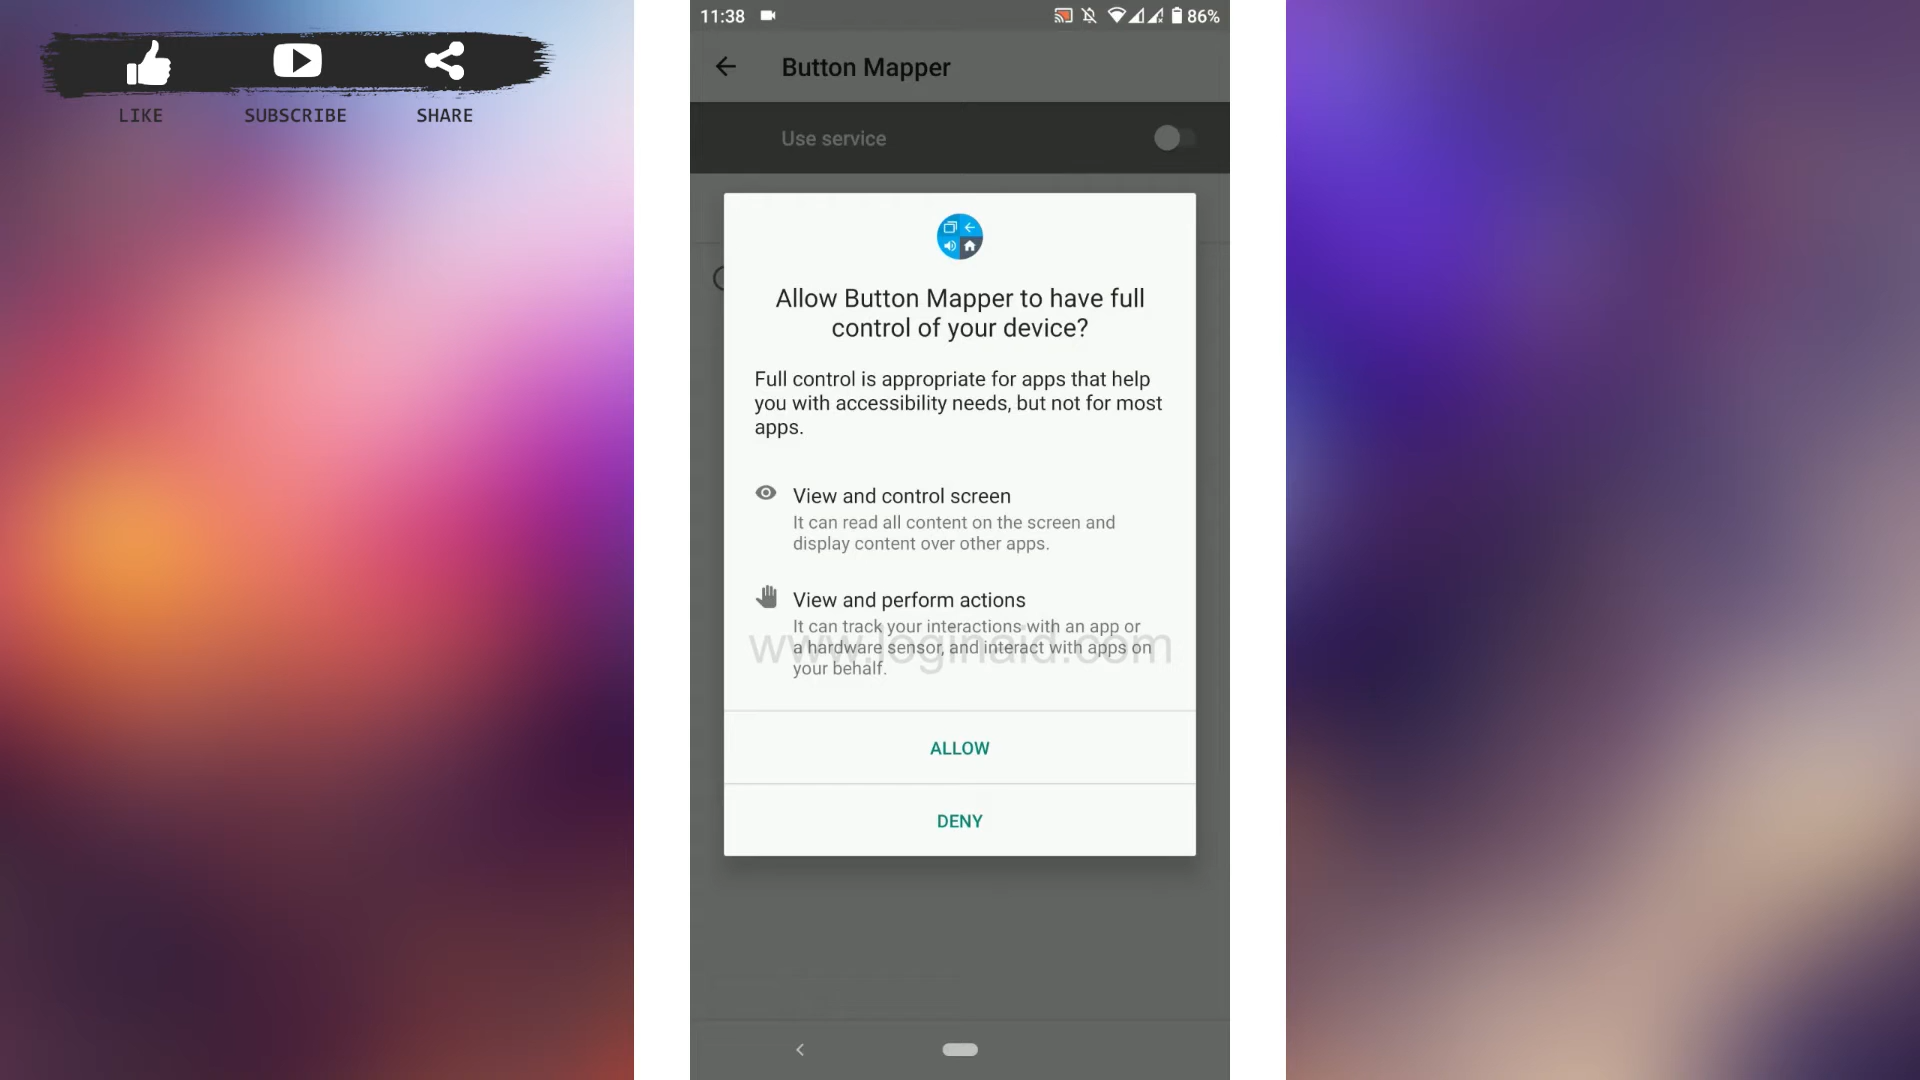 LIKE SUBSCRIBE SHARE
11:38 86%
Button Mapper
Use service
Allow Button Mapper to have full
control of your device?
Full control is appropriate for apps that help
you with accessibility needs, but not for most
apps.
View and control screen
It can read all content on the screen and
display content over other apps.
View and perform actions
It can track your interactions with an app or
www.loginaid.com
a hardware sensor, and interact with apps on
your behalf.
ALLOW
DENY